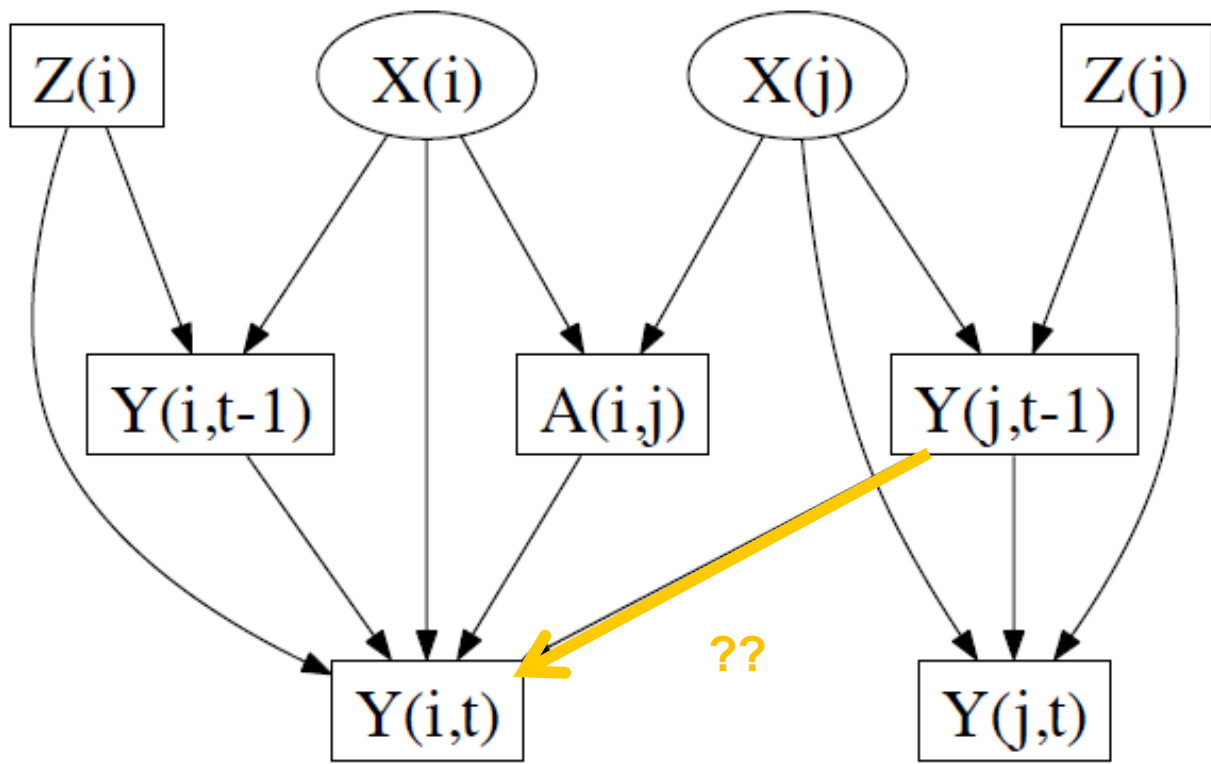 Z(i)
X(i)
X(j)
Z(j)
Y(i,t-1)
A(i,j)
Y(j,t-1)
??
Y(i,t)
Y(j,t)